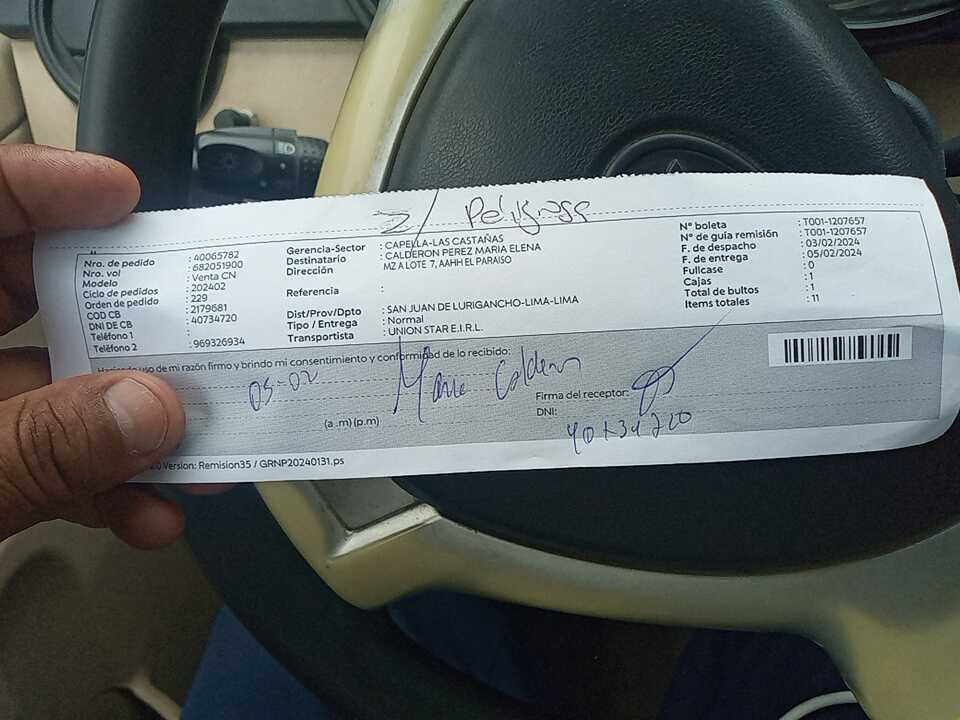 Z/ Peligrosa
Nro. de pedido : 40065782
Nro. vol : 682051900
Modelo : Venta CN
Ciclo de pedidos : 202402
Orden de pedido : 229
COD CB : 2179681
DNI DE CB : 40734720
Teléfono 1 :
Teléfono 2 : 969326934
Gerencia-Sector : CAPELLA-LAS CASTAÑAS
Destinatario : CALDERON PEREZ MARIA ELENA
Dirección MZ A LOTE 7, AAHH EL PARAISO
Referencia :
Dist/Prov/Dpto : SAN JUAN DE LURIGANCHO-LIMA-LIMA
Tipo / Entrega : Normal
Transportista : UNION STAR E.I.R.L.
N° boleta : T001-1207657
N° de guía remisión : T001-1207657
F. de despacho : 03/02/2024
F. de entrega : 05/02/2024
Fullcase : 0
Cajas : 1
Total de bultos : 1
Items totales : 11
Haciendo uso de mi razón firmo y brindo mi consentimiento y conformidad de lo recibido:
05-02
Maria Calderon
(a .m) (p.m)
Firma del receptor:
DNI:
2.0 Version: Remision35 / GRNP20240131.ps